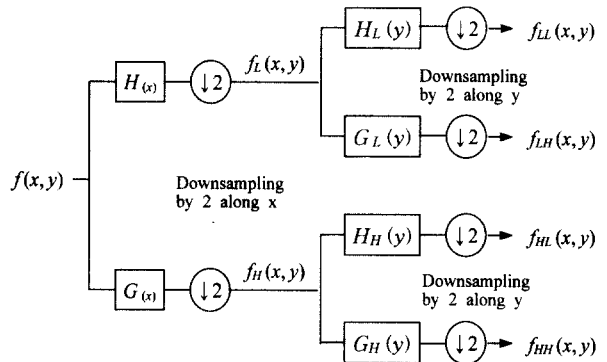 H_L (y)
↓2
f_LL (x, y)
f_L (x, y)
H (x)
↓2
Downsampling
by 2 along y
G_L (y)
↓2
f_LH (x, y)
f(x, y)
Downsampling
by 2 along x
H_H (y)
↓2
f_HL (x, y)
f_H (x, y)
G (x)
↓2
Downsampling
by 2 along y
G_H (y)
↓2
f_HH (x, y)